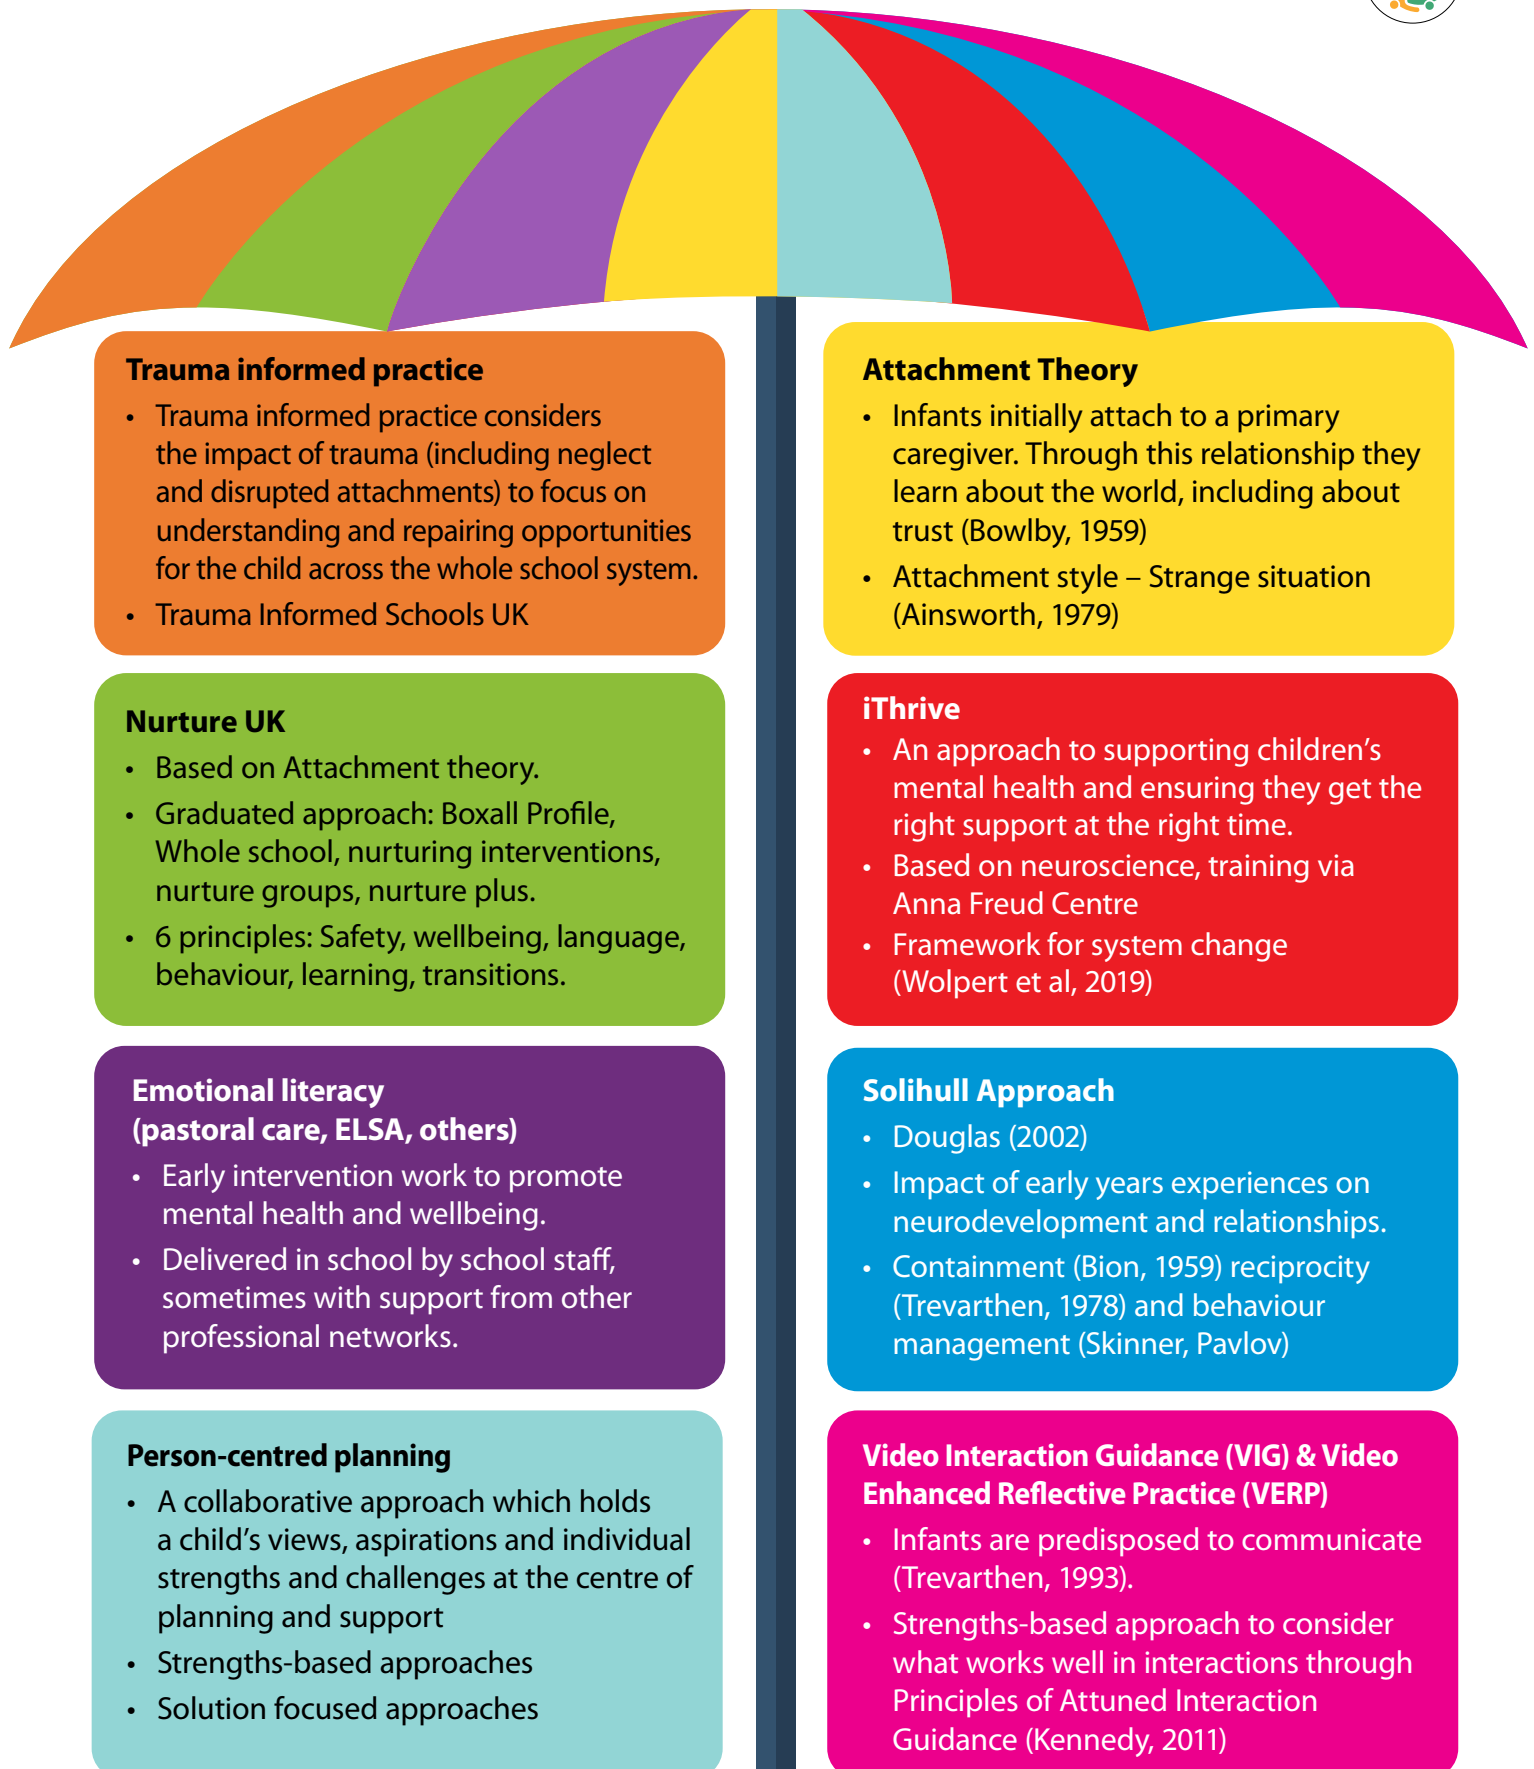 Trauma informed practice
• Trauma informed practice considers
the impact of trauma (including neglect
and disrupted attachments) to focus on
understanding and repairing opportunities
for the child across the whole school system.
• Trauma Informed Schools UK
Nurture UK
• Based on Attachment theory.
• Graduated approach: Boxall Profile,
Whole school, nurturing interventions,
nurture groups, nurture plus.
• 6 principles: Safety, wellbeing, language,
behaviour, learning, transitions.
Emotional literacy
(pastoral care, ELSA, others)
• Early intervention work to promote
mental health and wellbeing.
• Delivered in school by school staff,
sometimes with support from other
professional networks.
Person-centred planning
• A collaborative approach which holds
a child’s views, aspirations and individual
strengths and challenges at the centre of
planning and support
• Strengths-based approaches
• Solution focused approaches
Attachment Theory
• Infants initially attach to a primary
caregiver. Through this relationship they
learn about the world, including about
trust (Bowlby, 1959)
• Attachment style – Strange situation
(Ainsworth, 1979)
iThrive
• An approach to supporting children’s
mental health and ensuring they get the
right support at the right time.
• Based on neuroscience, training via
Anna Freud Centre
• Framework for system change
(Wolpert et al, 2019)
Solihull Approach
• Douglas (2002)
• Impact of early years experiences on
neurodevelopment and relationships.
• Containment (Bion, 1959) reciprocity
(Trevarthen, 1978) and behaviour
management (Skinner, Pavlov)
Video Interaction Guidance (VIG) & Video
Enhanced Reflective Practice (VERP)
• Infants are predisposed to communicate
(Trevarthen, 1993).
• Strengths-based approach to consider
what works well in interactions through
Principles of Attuned Interaction
Guidance (Kennedy, 2011)